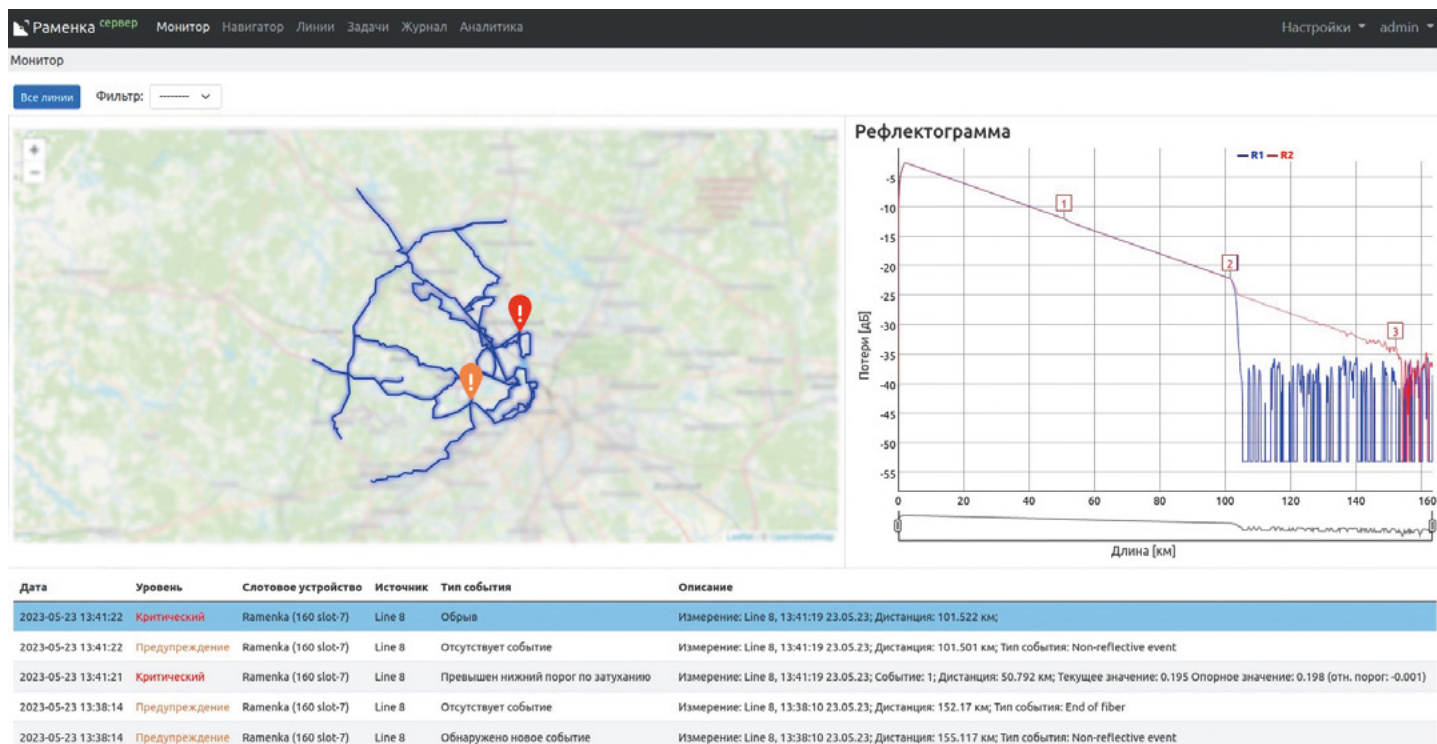 Раменка сервер Монитор Навигатор Линии Задачи Журнал Аналитика Настройки admin
Монитор
Все линии Фильтр: --------
+
−
Рефлектограмма
R1 R2
-5
-10
-15
-20
-25
-30
-35
-40
-45
-50
-55
1
2
3
Потери [дБ]
0 20 40 60 80 100 120 140 160
Длина [км]
Leaflet | © OpenStreetMap
Дата Уровень Слотовое устройство Источник Тип события Описание
2023-05-23 13:41:22 Критический Ramenka (160 slot-7) Line 8 Обрыв Измерение: Line 8, 13:41:19 23.05.23; Дистанция: 101.522 км;
2023-05-23 13:41:22 Предупреждение Ramenka (160 slot-7) Line 8 Отсутствует событие Измерение: Line 8, 13:41:19 23.05.23; Дистанция: 101.501 км; Тип события: Non-reflective event
2023-05-23 13:41:21 Критический Ramenka (160 slot-7) Line 8 Превышен нижний порог по затуханию Измерение: Line 8, 13:41:19 23.05.23; Событие: 1; Дистанция: 50.792 км; Текущее значение: 0.195 Опорное значение: 0.198 (отн. порог: -0.001)
2023-05-23 13:38:14 Предупреждение Ramenka (160 slot-7) Line 8 Отсутствует событие Измерение: Line 8, 13:38:10 23.05.23; Дистанция: 152.17 км; Тип события: End of fiber
2023-05-23 13:38:14 Предупреждение Ramenka (160 slot-7) Line 8 Обнаружено новое событие Измерение: Line 8, 13:38:10 23.05.23; Дистанция: 155.117 км; Тип события: Non-reflective event